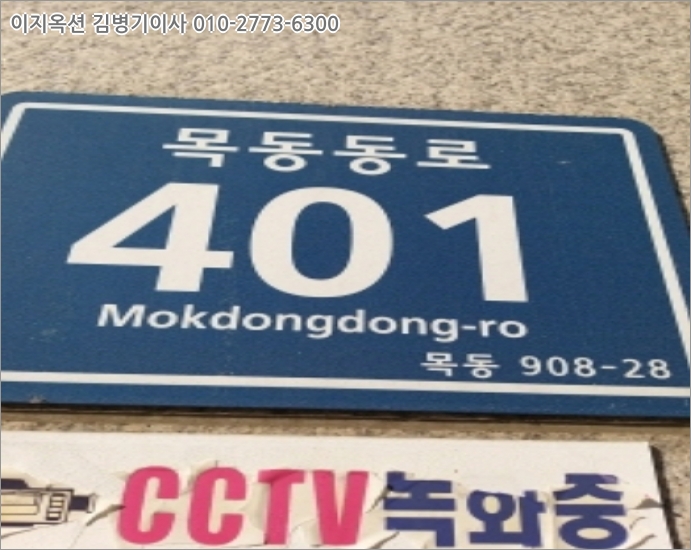 이지옥션 김병기이사 010-2773-6300
목동동로
401
Mokdongdong-ro
목동 908-28
CCTV녹화중